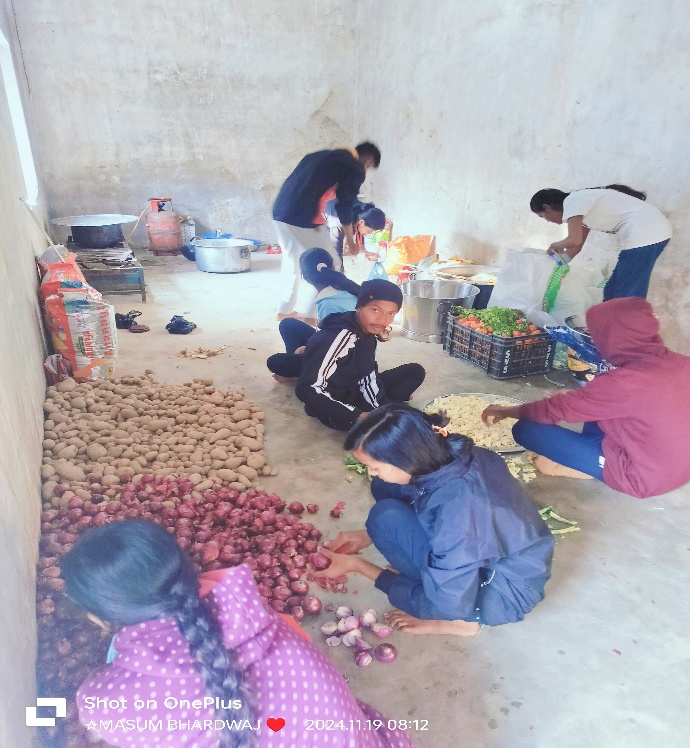 Shot on OnePlus
☆MASUM BHARDWAJ ❤️ 2024.11.19 08:12